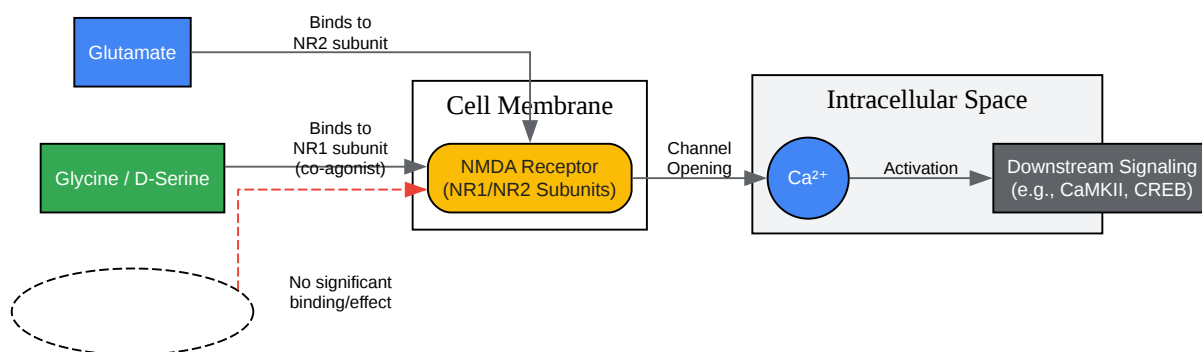 Glutamate
Binds to
NR2 subunit
Cell Membrane
Intracellular Space
Glycine / D-Serine
Binds to
NR1 subunit
(co-agonist)
NMDA Receptor
(NR1/NR2 Subunits)
Channel
Opening
Ca²⁺
Activation
Downstream Signaling
(e.g., CaMKII, CREB)
No significant
binding/effect